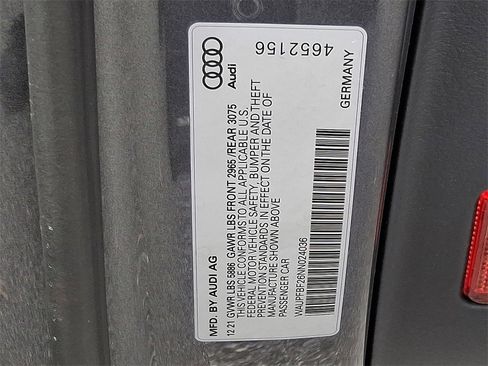 MFD. BY AUDI AG
12.21 GVWR LBS 5886 GAWR LBS FRONT 2965 /REAR 3075
THIS VEHICLE CONFORMS TO ALL APPLICABLE U.S.
FEDERAL MOTOR VEHICLE SAFETY, BUMPER AND THEFT
PREVENTION STANDARDS IN EFFECT ON THE DATE OF
MANUFACTURE SHOWN ABOVE
PASSENGER CAR
WAUPFBF26NN024036
Audi
4652156
GERMANY